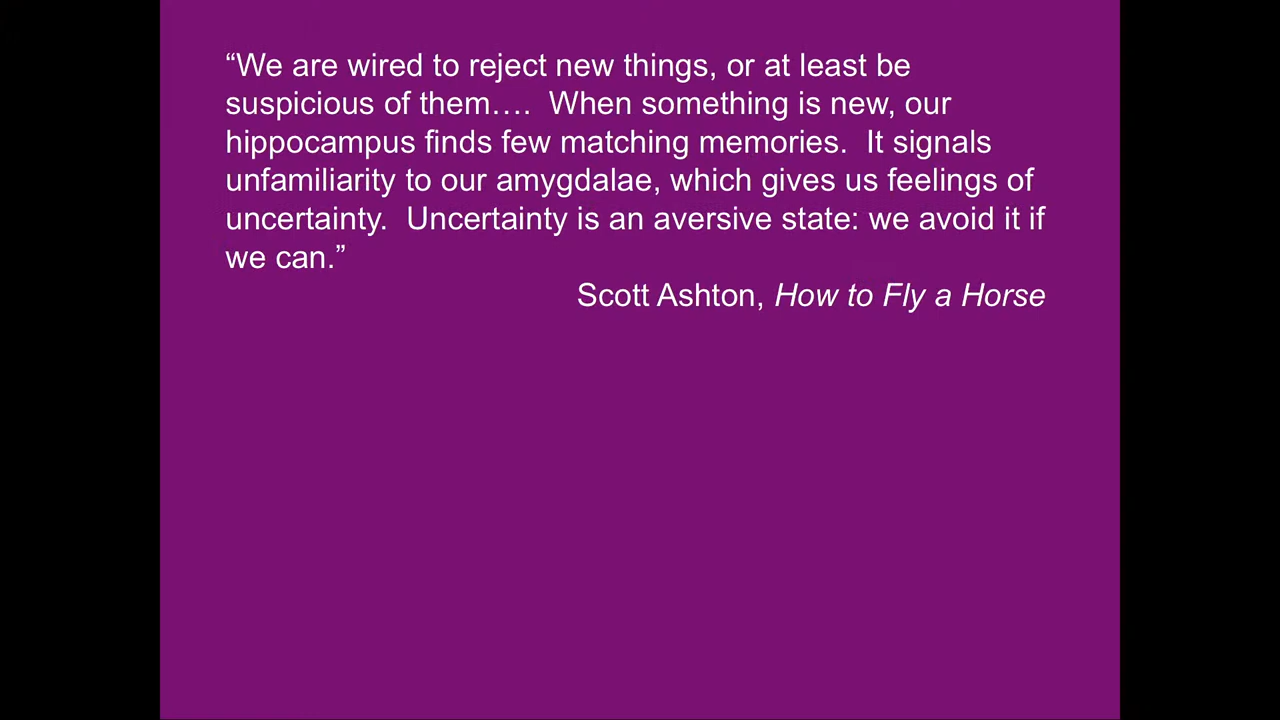 “We are wired to reject new things, or at least be
suspicious of them….  When something is new, our
hippocampus finds few matching memories.  It signals
unfamiliarity to our amygdalae, which gives us feelings of
uncertainty.  Uncertainty is an aversive state: we avoid it if
we can.”
Scott Ashton, How to Fly a Horse